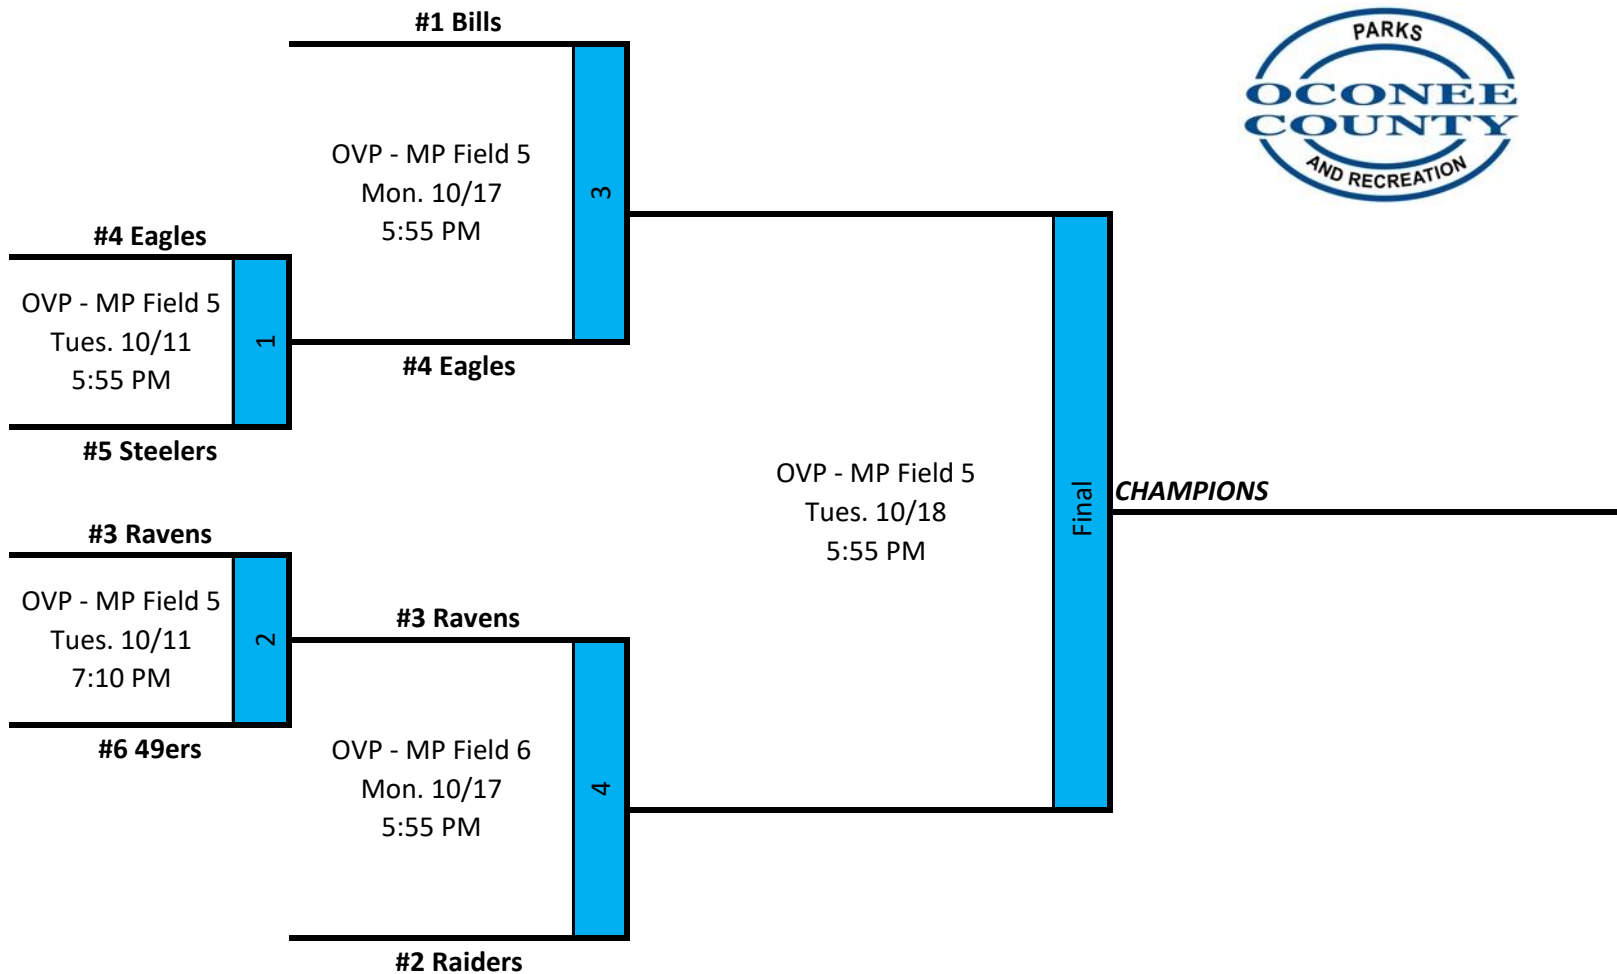 #1 Bills
PARKS
OCONEE
COUNTY
AND RECREATION
OVP - MP Field 5
Mon. 10/17
5:55 PM
3
#4 Eagles
OVP - MP Field 5
Tues. 10/11
5:55 PM
1
#4 Eagles
#5 Steelers
OVP - MP Field 5
Tues. 10/18
5:55 PM
Final
CHAMPIONS
#3 Ravens
OVP - MP Field 5
Tues. 10/11
7:10 PM
2
#3 Ravens
#6 49ers
OVP - MP Field 6
Mon. 10/17
5:55 PM
4
#2 Raiders